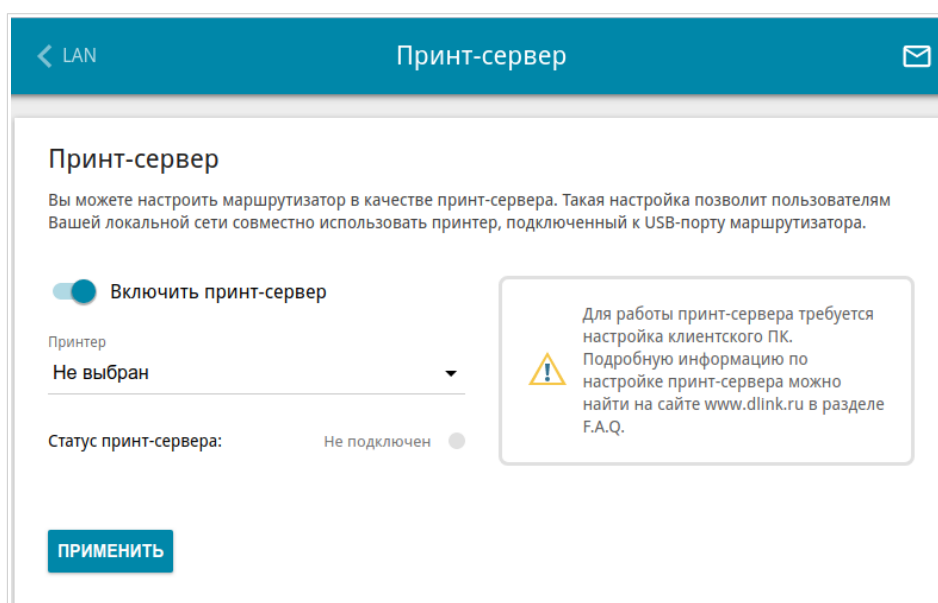 LAN
Принт-сервер
Принт-сервер
Вы можете настроить маршрутизатор в качестве принт-сервера. Такая настройка позволит пользователям
Вашей локальной сети совместно использовать принтер, подключенный к USB-порту маршрутизатора.
Включить принт-сервер
Принтер
Не выбран
Статус принт-сервера:
Не подключен
Для работы принт-сервера требуется
настройка клиентского ПК.
Подробную информацию по
настройке принт-сервера можно
найти на сайте www.dlink.ru в разделе
F.A.Q.
ПРИМЕНИТЬ